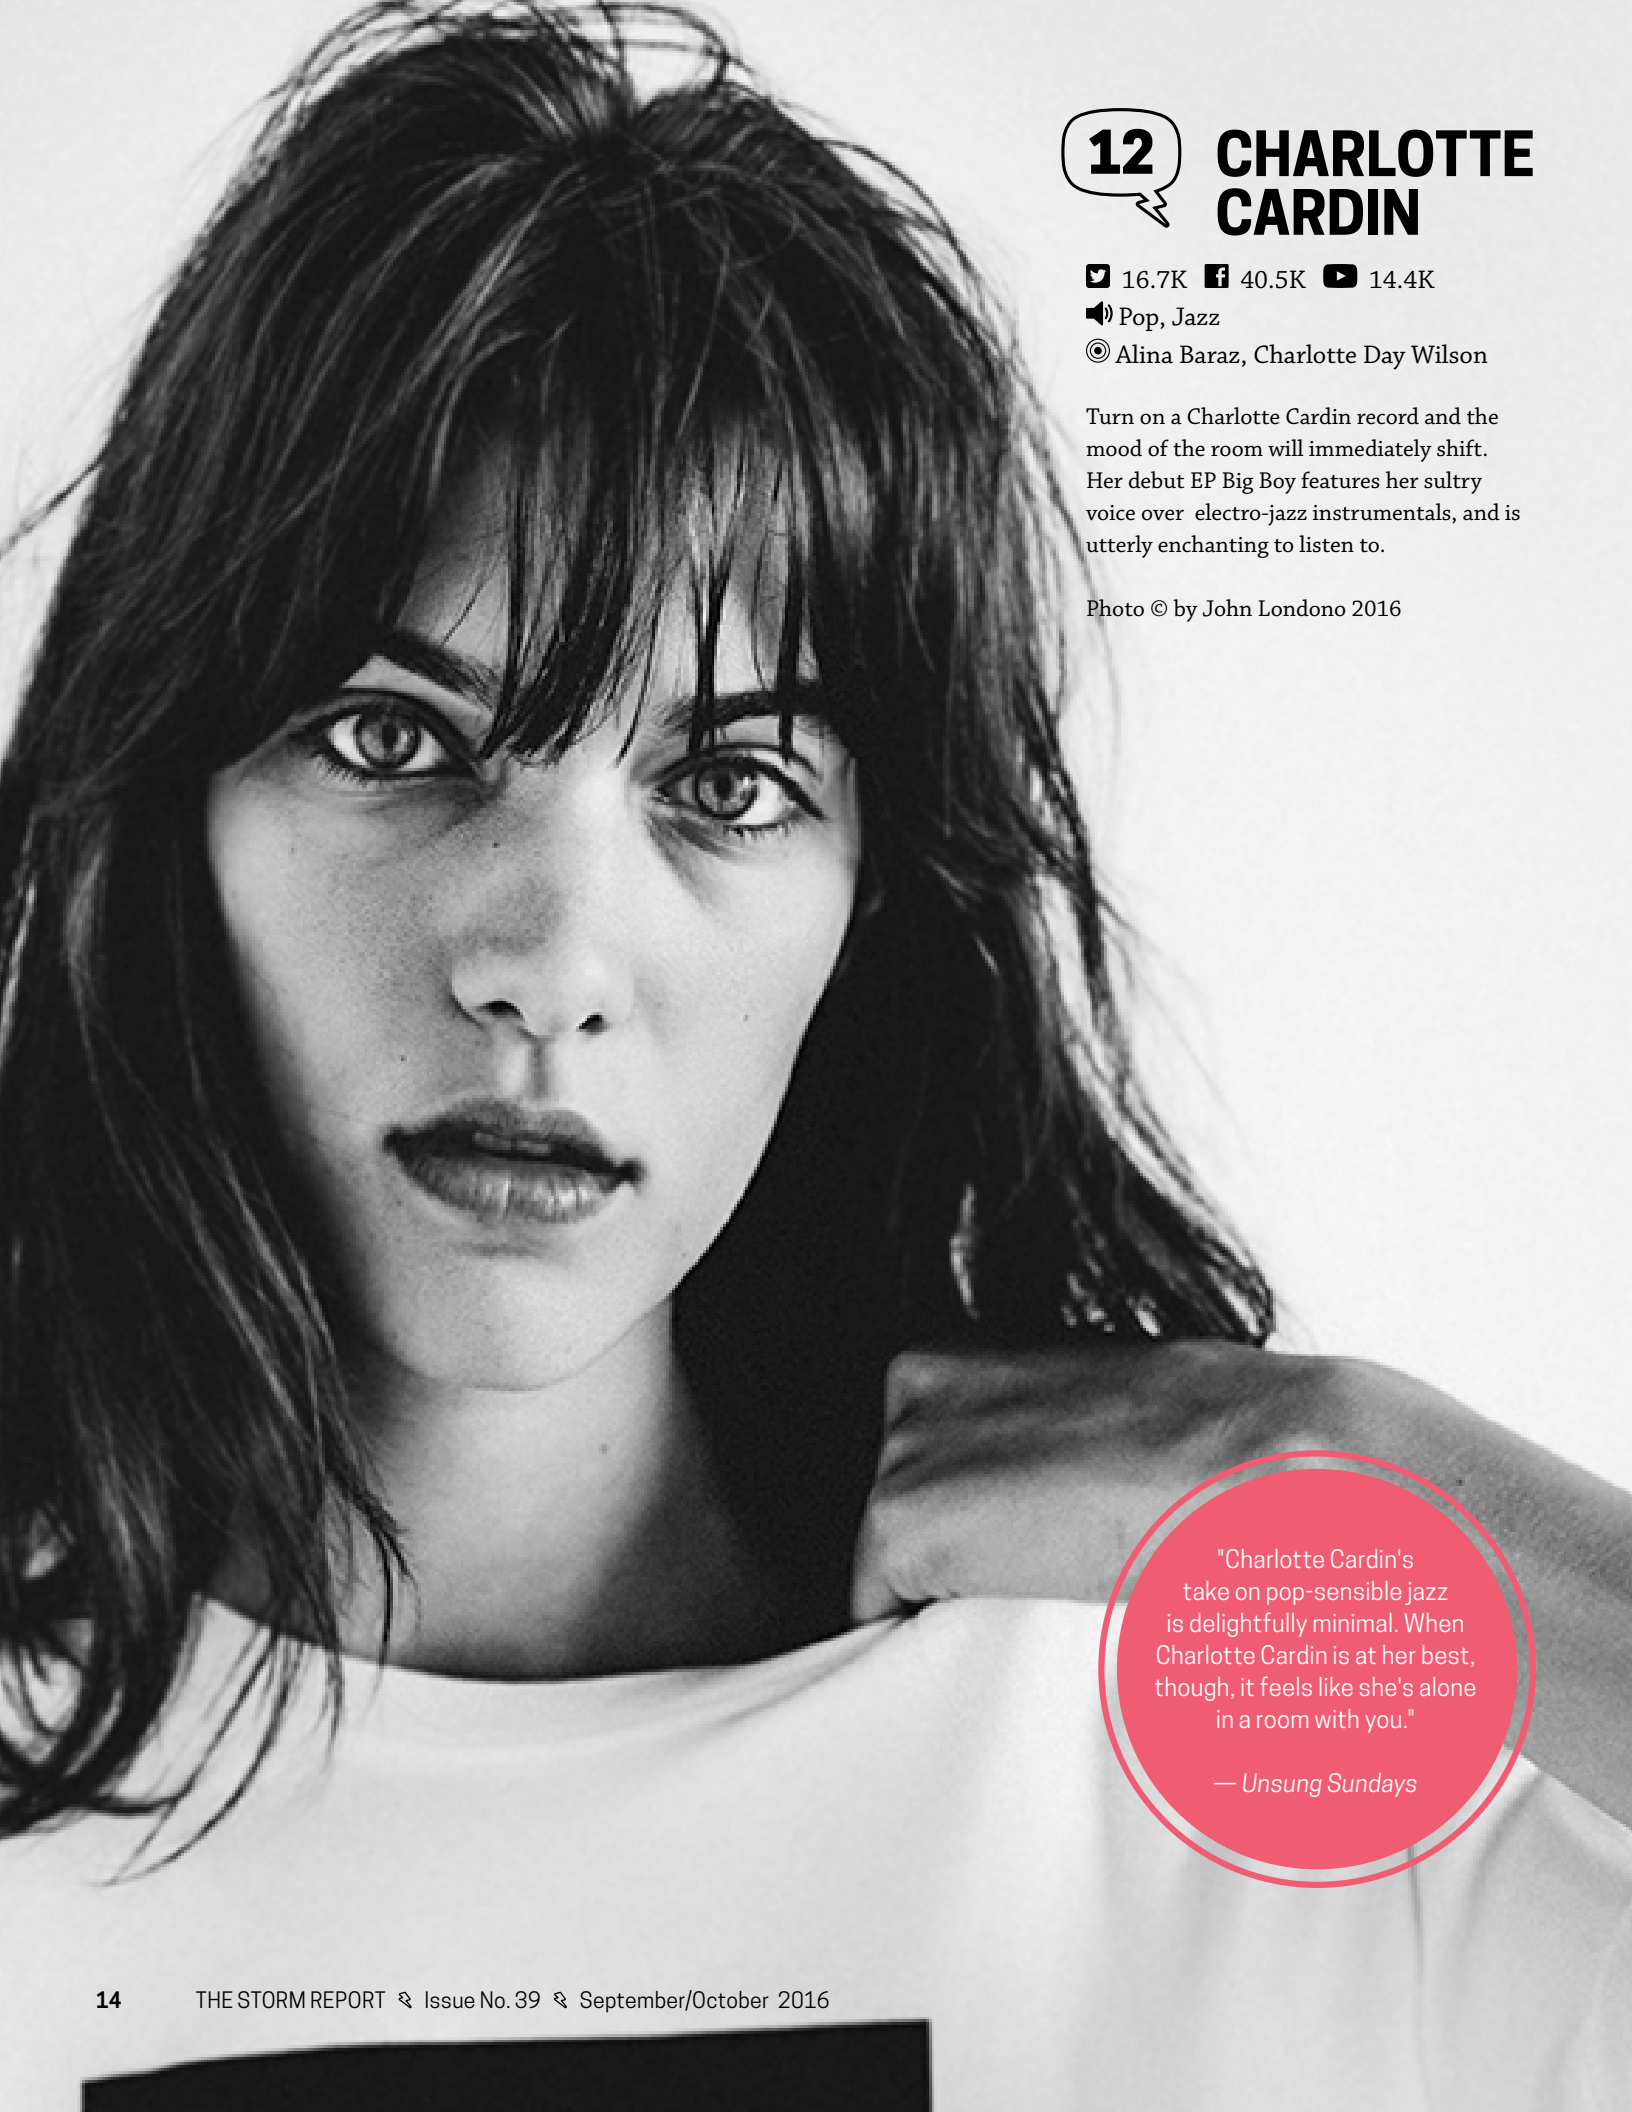 12
CHARLOTTE
CARDIN
16.7K 40.5K 14.4K
Pop, Jazz
Alina Baraz, Charlotte Day Wilson
Turn on a Charlotte Cardin record and the
mood of the room will immediately shift.
Her debut EP Big Boy features her sultry
voice over  electro-jazz instrumentals, and is
utterly enchanting to listen to.
Photo © by John Londono 2016
"Charlotte Cardin's
take on pop-sensible jazz
is delightfully minimal. When
Charlotte Cardin is at her best,
though, it feels like she's alone
in a room with you."
— Unsung Sundays
14 THE STORM REPORT Issue No. 39 September/October 2016